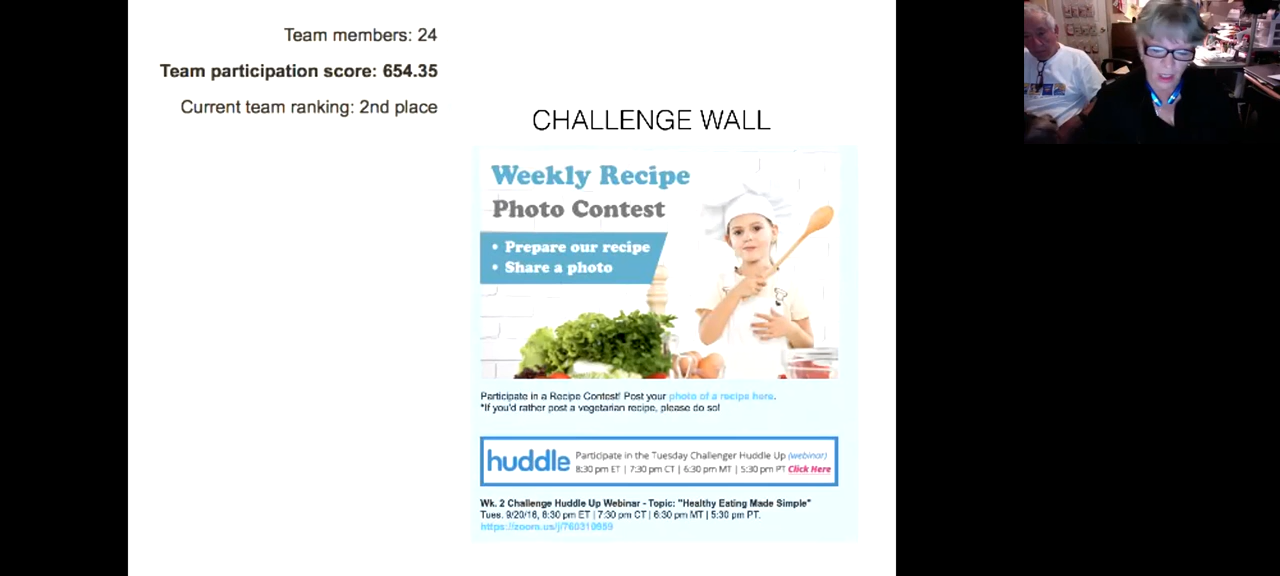 Team members: 24
Team participation score: 654.35
Current team ranking: 2nd place
CHALLENGE WALL
Weekly Recipe
Photo Contest
• Prepare our recipe
• Share a photo
Participate in a Recipe Contest! Post your photo of a recipe here.
*If you'd rather post a vegetarian recipe, please do so!
huddle
Participate in the Tuesday Challenger Huddle Up (webinar)
8:30 pm ET | 7:30 pm CT | 6:30 pm MT | 5:30 pm PT Click Here
Wk. 2 Challenge Huddle Up Webinar - Topic: "Healthy Eating Made Simple"
Tues. 9/20/16, 8:30 pm ET | 7:30 pm CT | 6:30 pm MT | 5:30 pm PT.
https://zoom.us/j/760310959